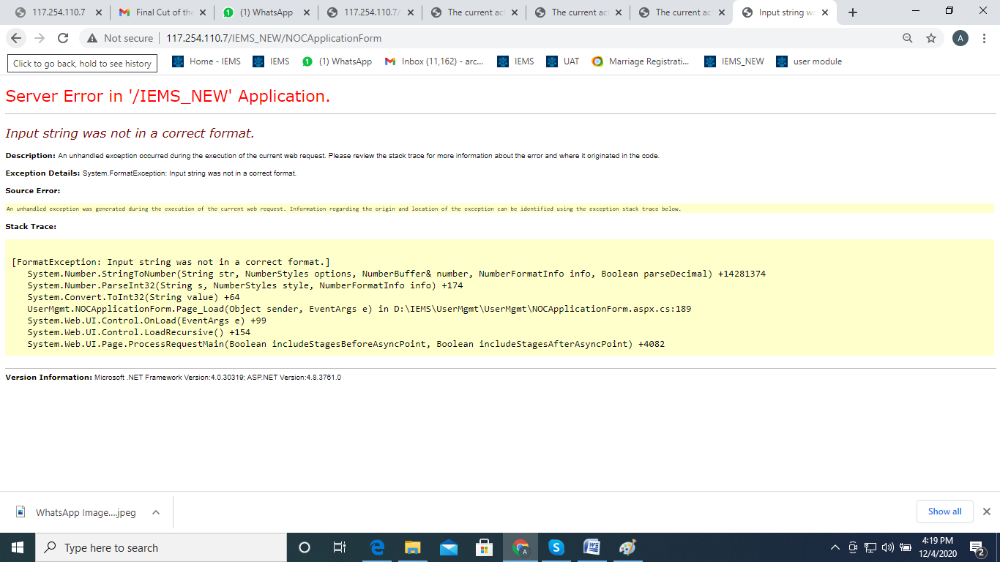 117.254.110.7
Final Cut of the
(1) WhatsApp
117.254.110.7/
The current ac
The current ac
The current ac
Input string wa
Not secure
117.254.110.7/IEMS_NEW/NOCApplicationForm
A
Click to go back, hold to see history
Home - IEMS
IEMS
(1) WhatsApp
Inbox (11,162) - arc...
IEMS
UAT
Marriage Registrati...
IEMS_NEW
user module
Server Error in '/IEMS_NEW' Application.
Input string was not in a correct format.
Description: An unhandled exception occurred during the execution of the current web request. Please review the stack trace for more information about the error and where it originated in the code.
Exception Details: System.FormatException: Input string was not in a correct format.
Source Error:
An unhandled exception was generated during the execution of the current web request. Information regarding the origin and location of the exception can be identified using the exception stack trace below.
Stack Trace:
[FormatException: Input string was not in a correct format.]
System.Number.StringToNumber(String str, NumberStyles options, NumberBuffer& number, NumberFormatInfo info, Boolean parseDecimal) +14281374
System.Number.ParseInt32(String s, NumberStyles style, NumberFormatInfo info) +174
System.Convert.ToInt32(String value) +64
UserMgmt.NOCApplicationForm.Page_Load(Object sender, EventArgs e) in D:\IEMS\UserMgmt\UserMgmt\NOCApplicationForm.aspx.cs:189
System.Web.UI.Control.OnLoad(EventArgs e) +99
System.Web.UI.Control.LoadRecursive() +154
System.Web.UI.Page.ProcessRequestMain(Boolean includeStagesBeforeAsyncPoint, Boolean includeStagesAfterAsyncPoint) +4082
Version Information: Microsoft .NET Framework Version:4.0.30319; ASP.NET Version:4.8.3761.0
WhatsApp Image....jpeg
Show all
Type here to search
4:19 PM
12/4/2020
2